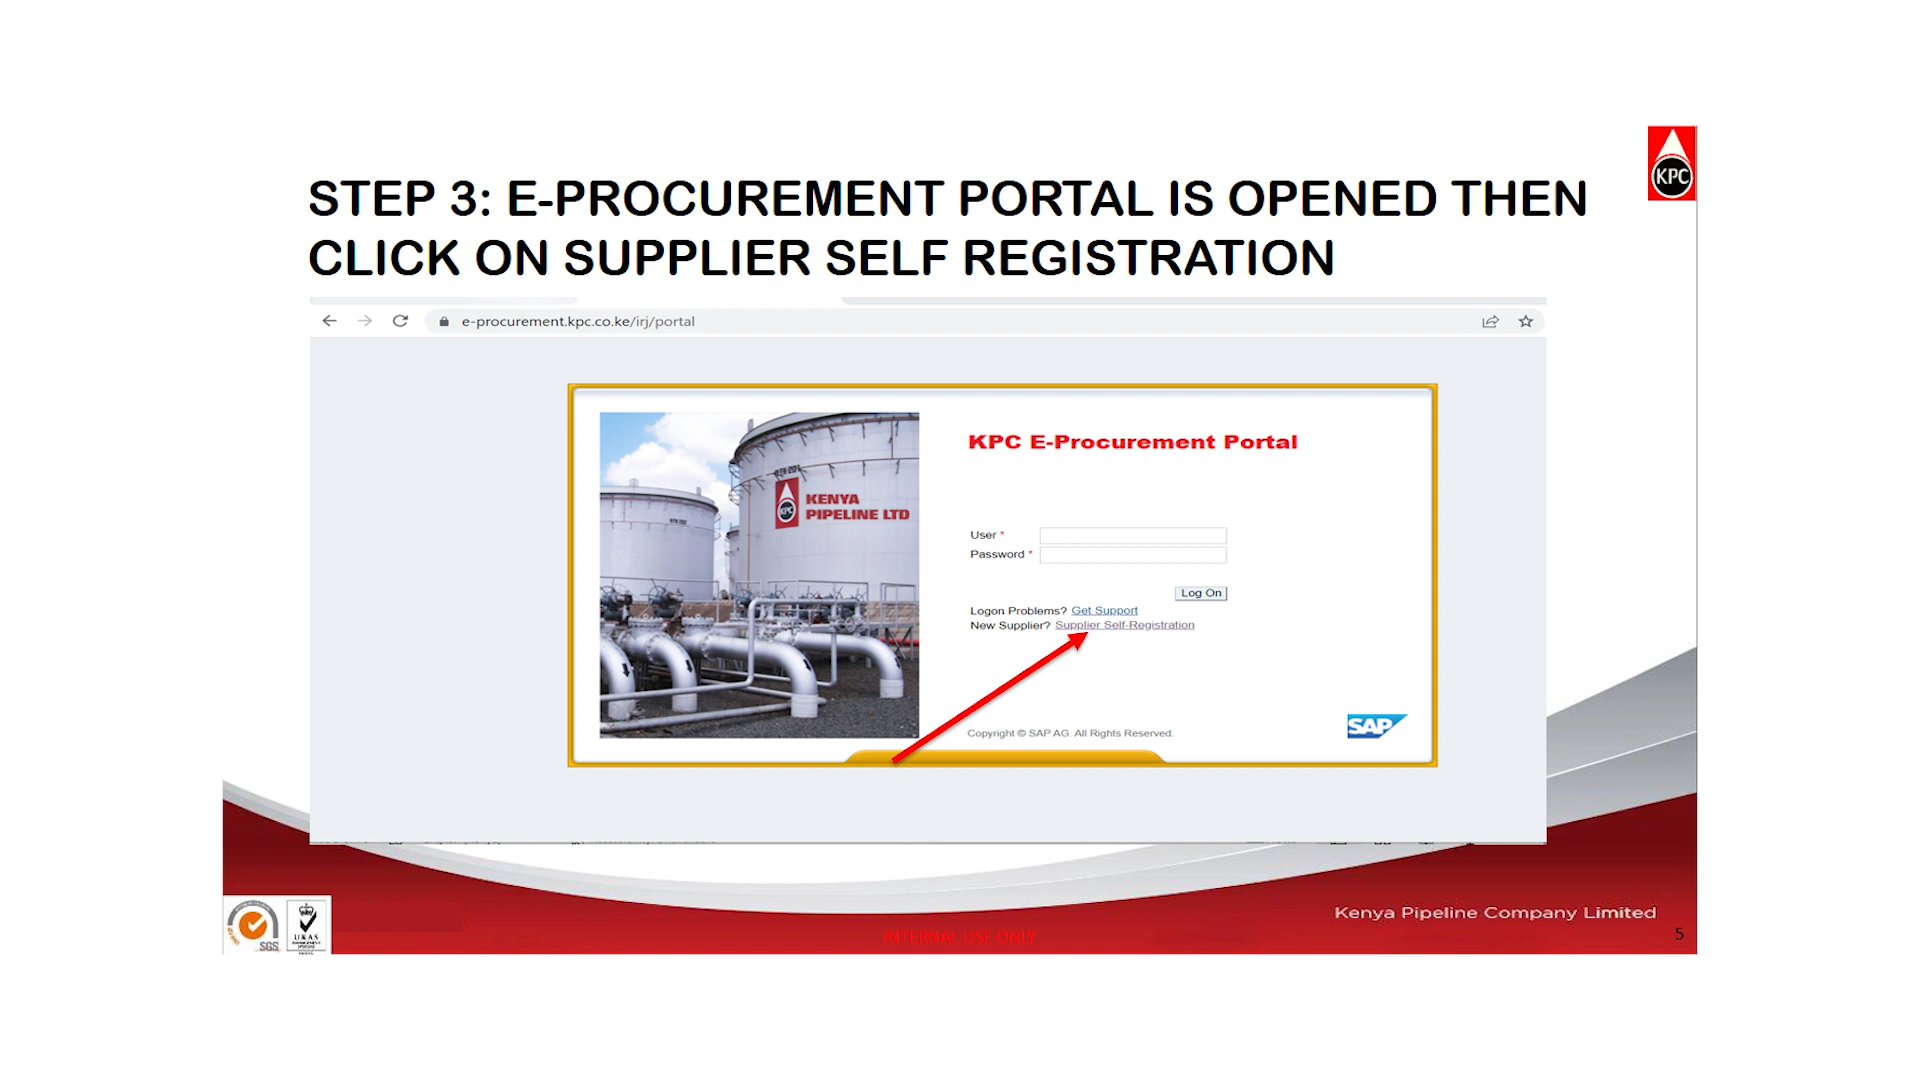 KPC
STEP 3: E-PROCUREMENT PORTAL IS OPENED THEN
CLICK ON SUPPLIER SELF REGISTRATION
e-procurement.kpc.co.ke/irj/portal
KPC E-Procurement Portal
KPC
KENYA
PIPELINE LTD
User *
Password *
Log On
Logon Problems? Get Support
New Supplier? Supplier Self-Registration
Copyright © SAP AG. All Rights Reserved.
SAP
Kenya Pipeline Company Limited
SGS
UKAS
INTERNAL USE ONLY
5